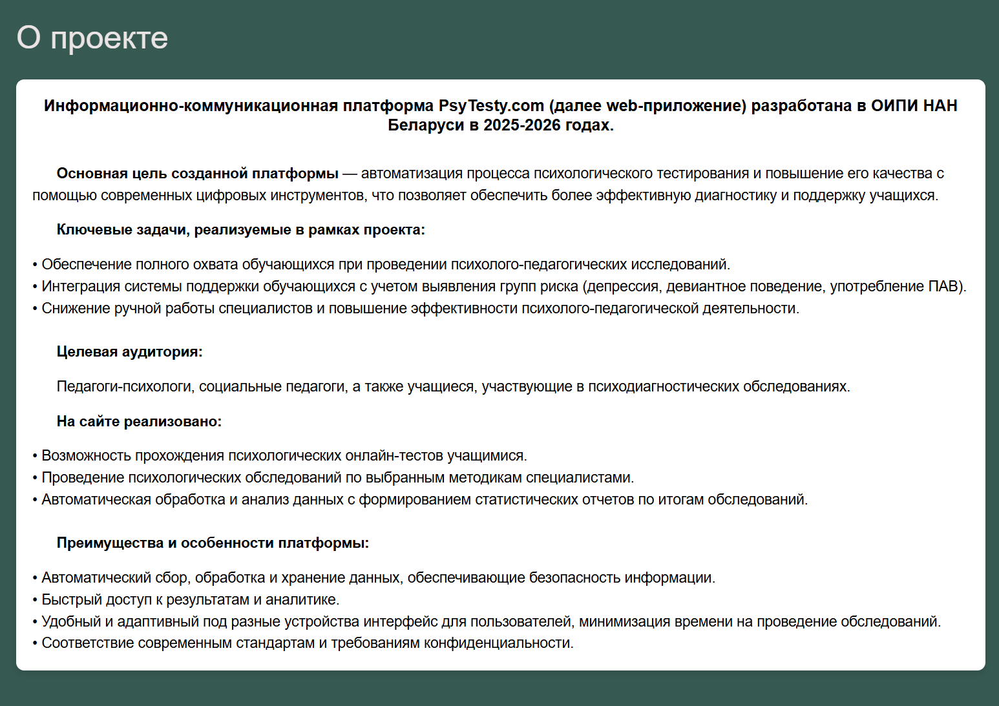 О проекте
Информационно-коммуникационная платформа PsyTesty.com (далее web-приложение) разработана в ОИПИ НАН
Беларуси в 2025-2026 годах.
Основная цель созданной платформы — автоматизация процесса психологического тестирования и повышение его качества с
помощью современных цифровых инструментов, что позволяет обеспечить более эффективную диагностику и поддержку учащихся.
Ключевые задачи, реализуемые в рамках проекта:
• Обеспечение полного охвата обучающихся при проведении психолого-педагогических исследований.
• Интеграция системы поддержки обучающихся с учетом выявления групп риска (депрессия, девиантное поведение, употребление ПАВ).
• Снижение ручной работы специалистов и повышение эффективности психолого-педагогической деятельности.
Целевая аудитория:
Педагоги-психологи, социальные педагоги, а также учащиеся, участвующие в психодиагностических обследованиях.
На сайте реализовано:
• Возможность прохождения психологических онлайн-тестов учащимися.
• Проведение психологических обследований по выбранным методикам специалистами.
• Автоматическая обработка и анализ данных с формированием статистических отчетов по итогам обследований.
Преимущества и особенности платформы:
• Автоматический сбор, обработка и хранение данных, обеспечивающие безопасность информации.
• Быстрый доступ к результатам и аналитике.
• Удобный и адаптивный под разные устройства интерфейс для пользователей, минимизация времени на проведение обследований.
• Соответствие современным стандартам и требованиям конфиденциальности.